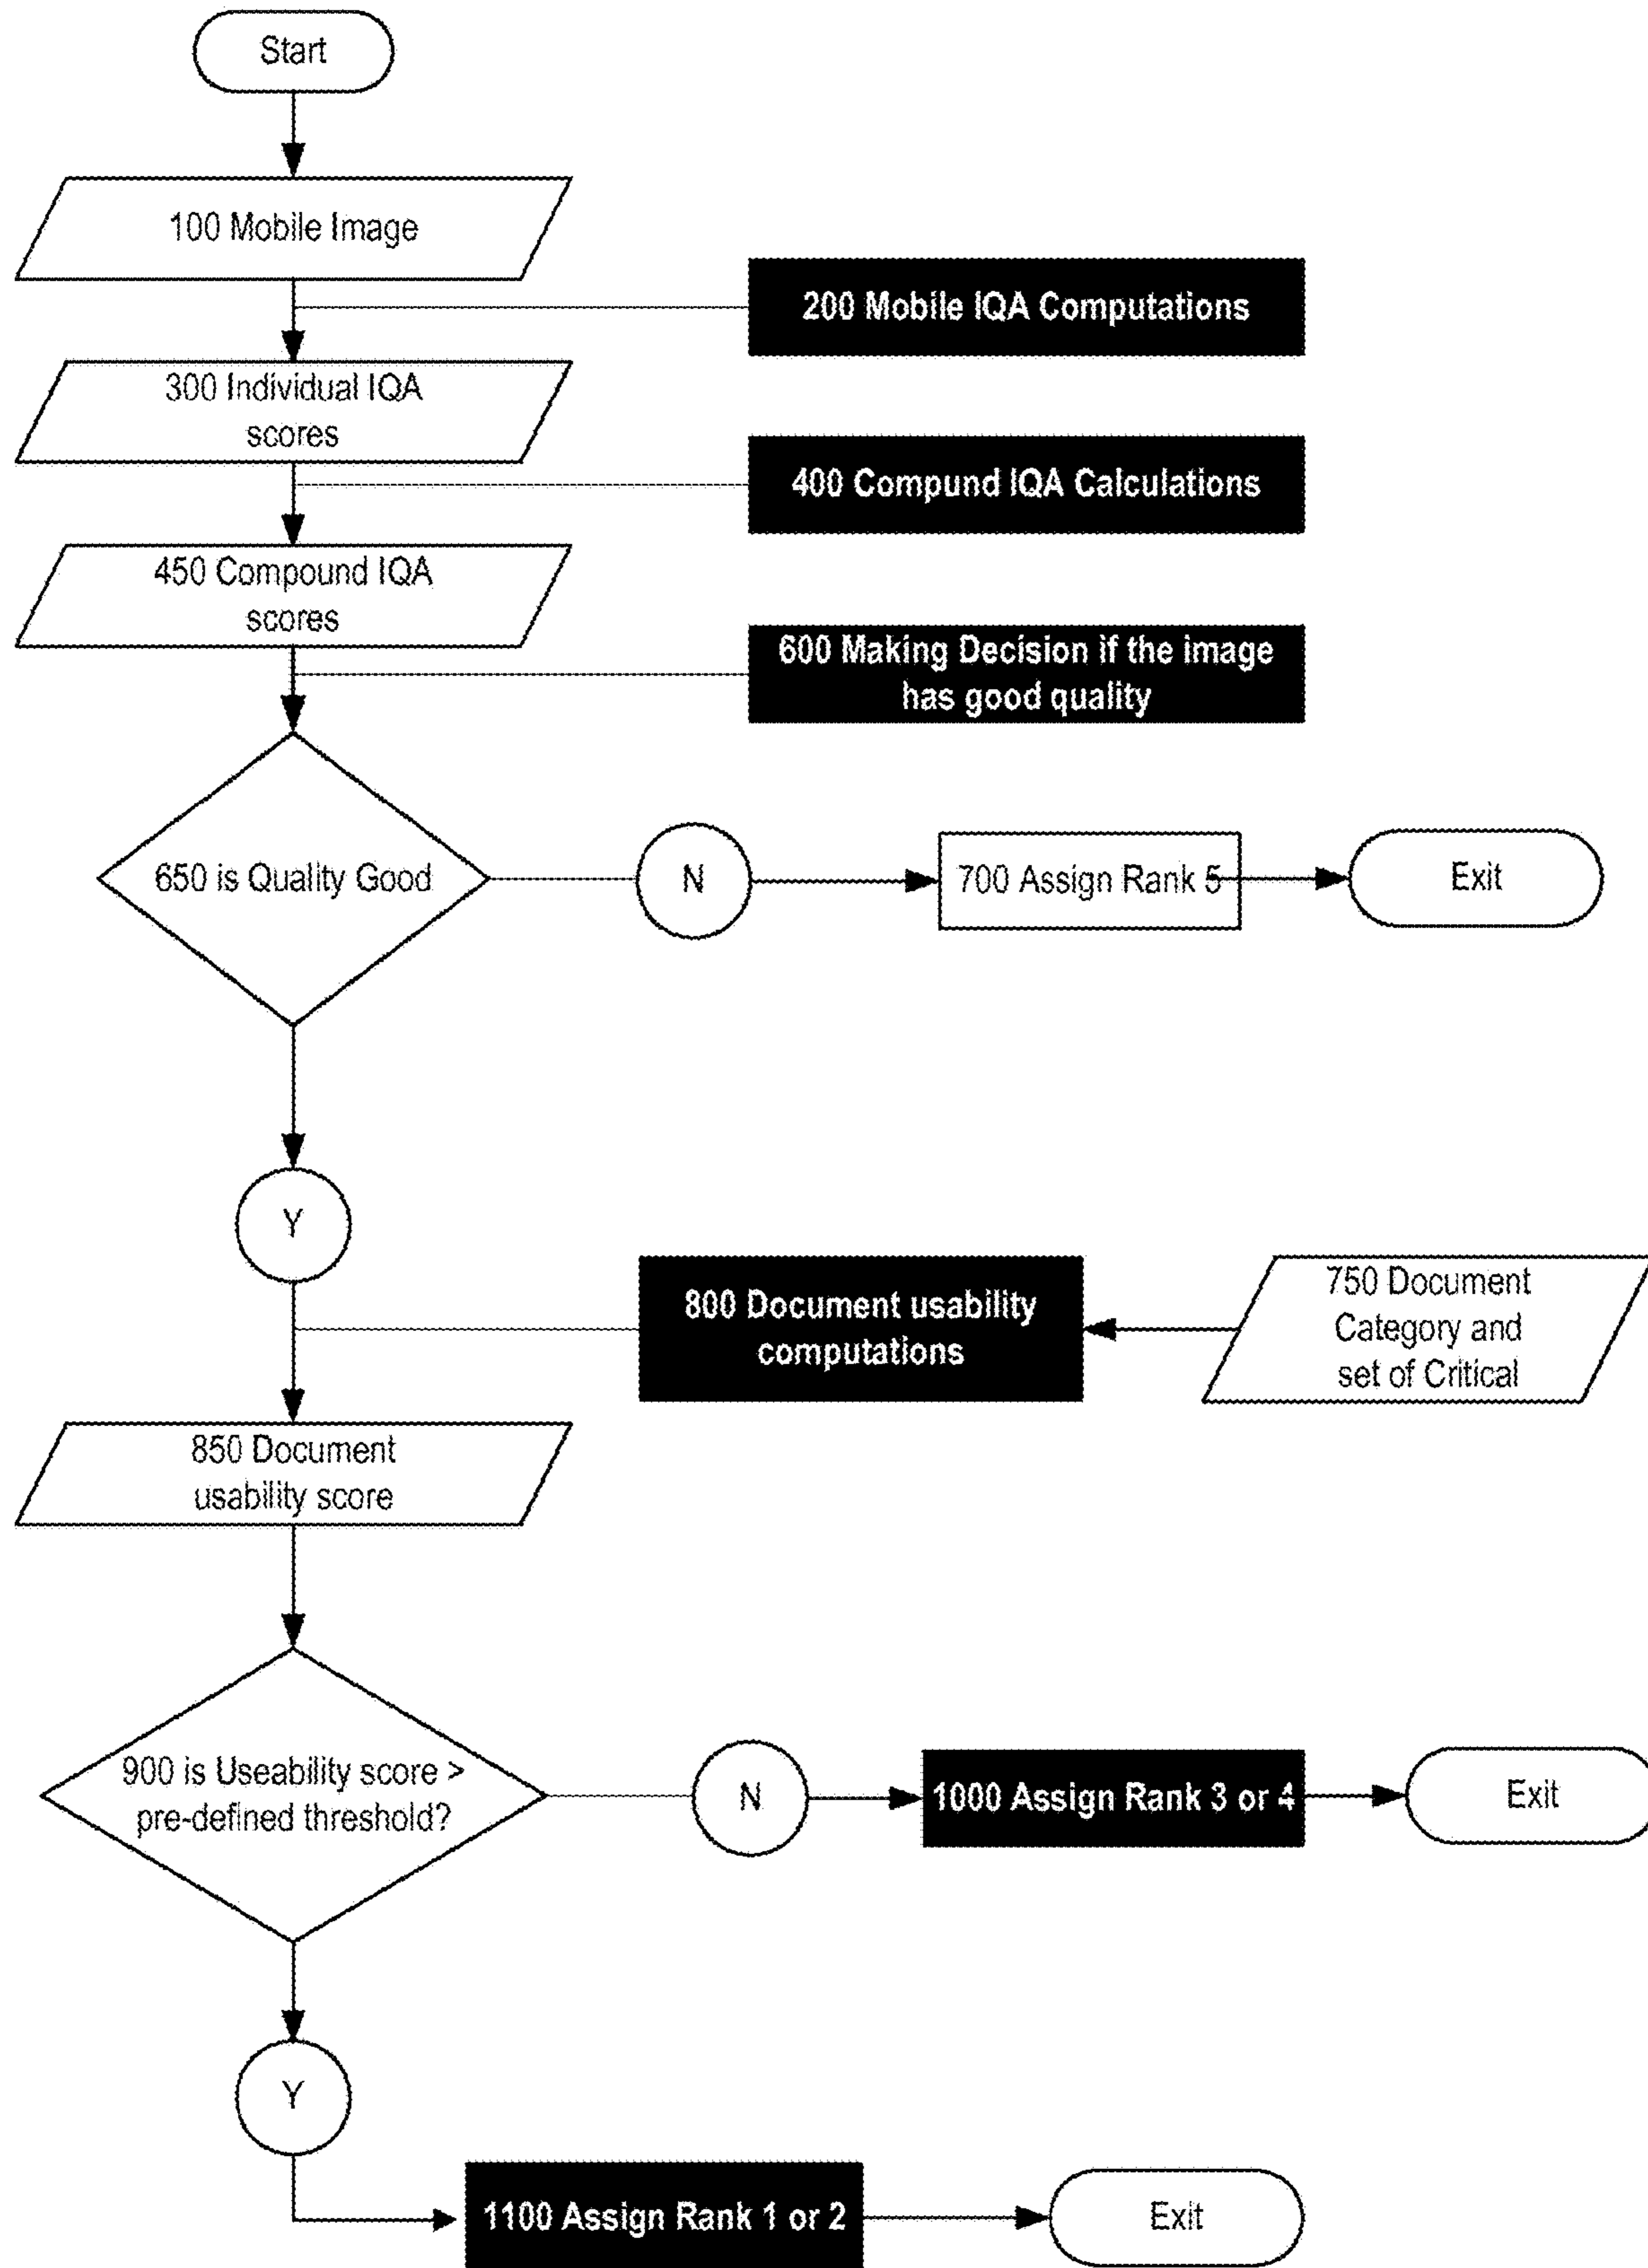 Start
100 Mobile Image
200 Mobile IQA Computations
300 Individual IQA
scores
400 Compund IQA Calculations
450 Compound IQA
scores
600 Making Decision if the image
has good quality
650 is Quality Good
N
700 Assign Rank 5
Exit
Y
800 Document usability
computations
750 Document
Category and
set of Critical
850 Document
usability score
900 is Useability score >
pre-defined threshold?
N
1000 Assign Rank 3 or 4
Exit
Y
1100 Assign Rank 1 or 2
Exit